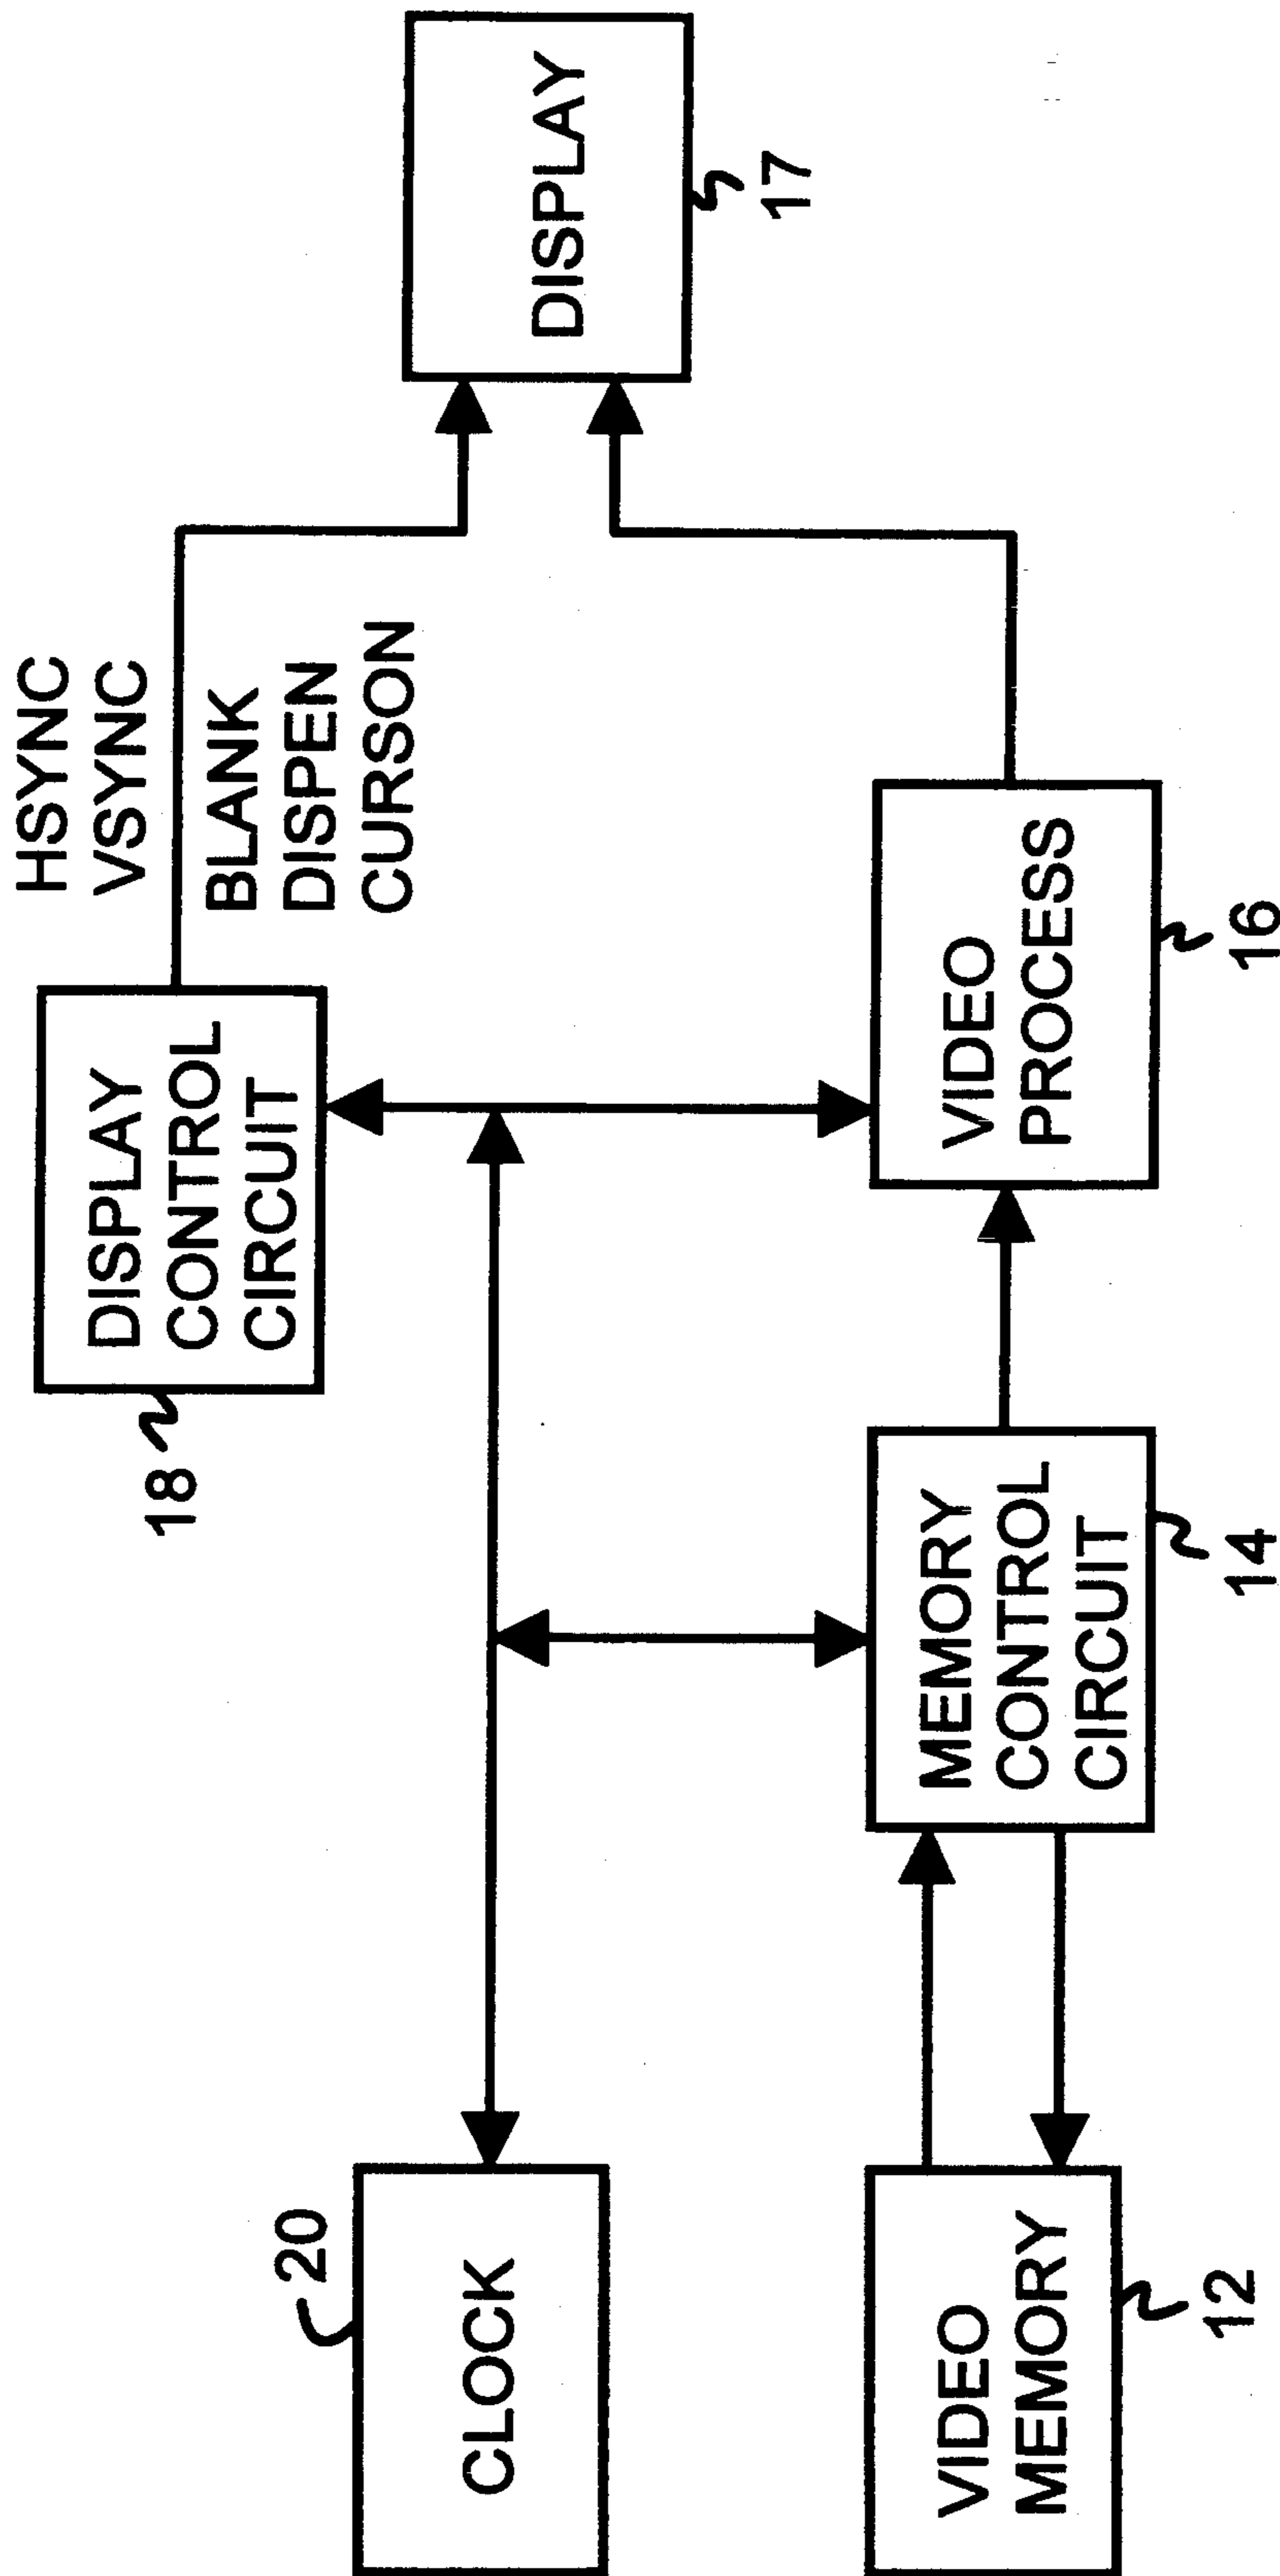 HSYNC
VSYNC
BLANK
DISPEN
CURSON
DISPLAY
CONTROL
CIRCUIT
18
DISPLAY
17
20
CLOCK
VIDEO
MEMORY
12
MEMORY
CONTROL
CIRCUIT
14
VIDEO
PROCESS
16